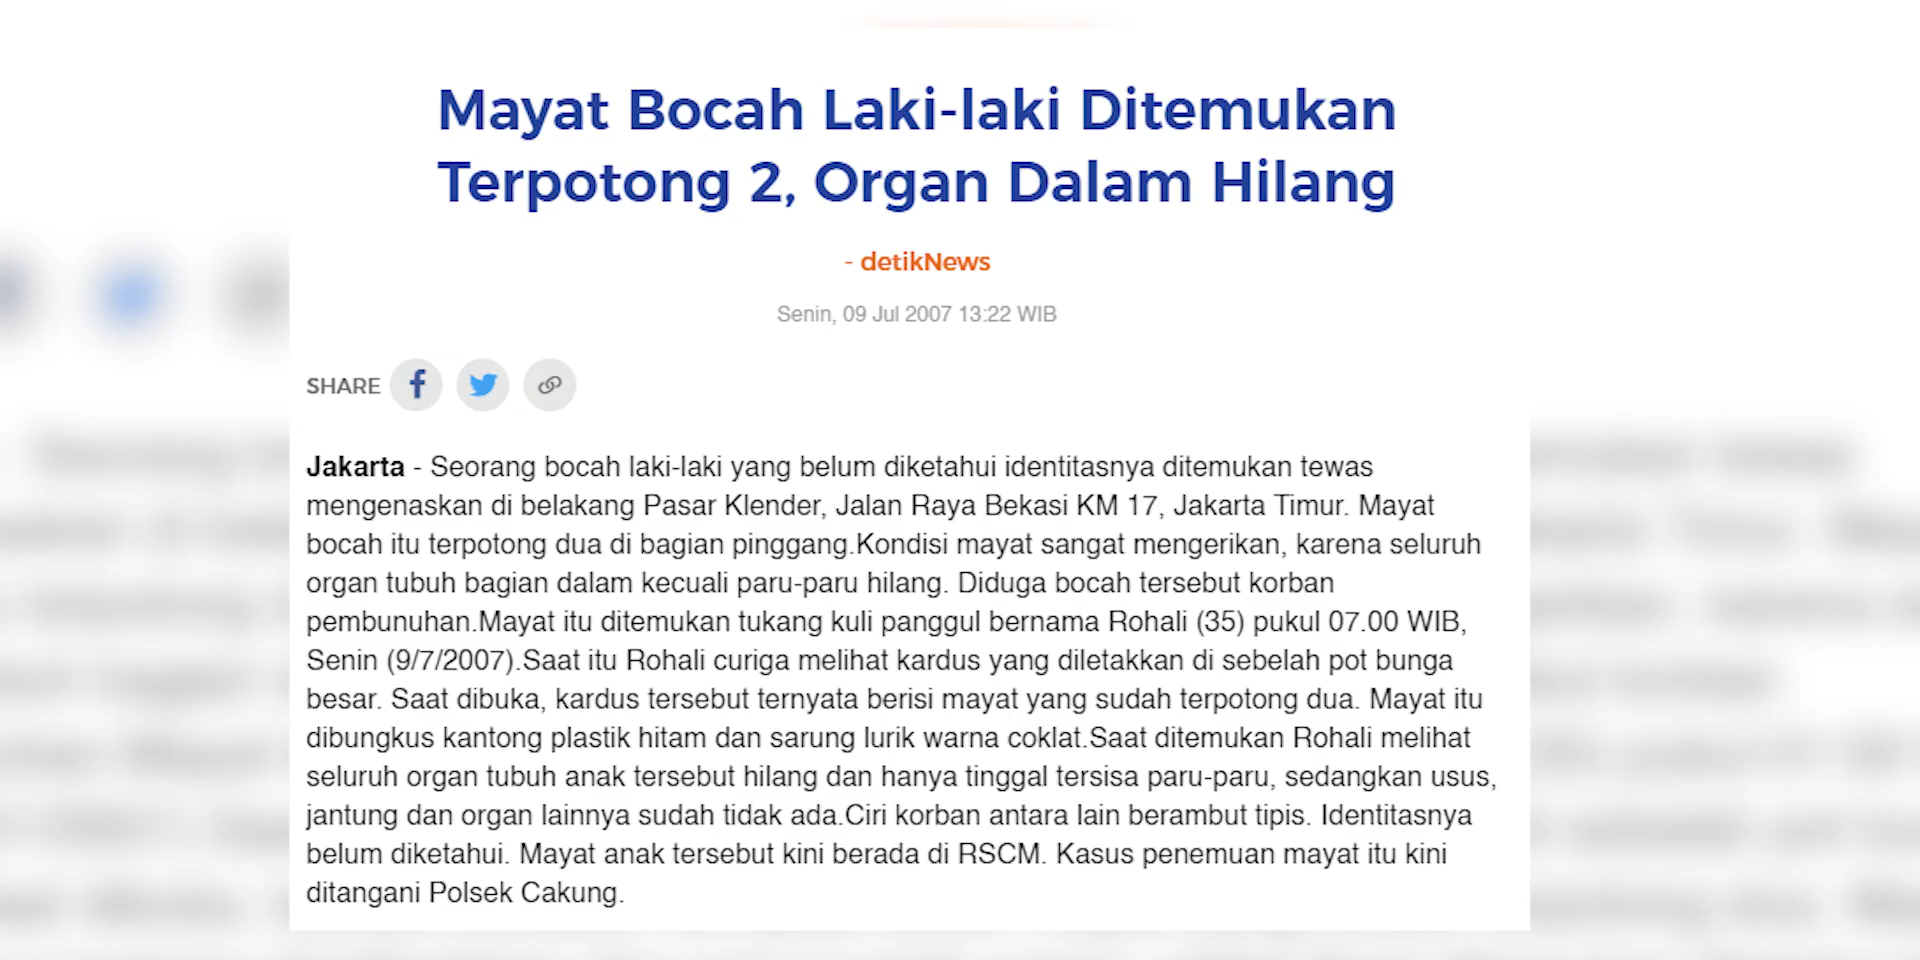 Mayat Bocah Laki-laki Ditemukan
Terpotong 2, Organ Dalam Hilang
- detikNews
Senin, 09 Jul 2007 13:22 WIB
SHARE
Jakarta - Seorang bocah laki-laki yang belum diketahui identitasnya ditemukan tewas
mengenaskan di belakang Pasar Klender, Jalan Raya Bekasi KM 17, Jakarta Timur. Mayat
bocah itu terpotong dua di bagian pinggang.Kondisi mayat sangat mengerikan, karena seluruh
organ tubuh bagian dalam kecuali paru-paru hilang. Diduga bocah tersebut korban
pembunuhan.Mayat itu ditemukan tukang kuli panggul bernama Rohali (35) pukul 07.00 WIB,
Senin (9/7/2007).Saat itu Rohali curiga melihat kardus yang diletakkan di sebelah pot bunga
besar. Saat dibuka, kardus tersebut ternyata berisi mayat yang sudah terpotong dua. Mayat itu
dibungkus kantong plastik hitam dan sarung lurik warna coklat.Saat ditemukan Rohali melihat
seluruh organ tubuh anak tersebut hilang dan hanya tinggal tersisa paru-paru, sedangkan usus,
jantung dan organ lainnya sudah tidak ada.Ciri korban antara lain berambut tipis. Identitasnya
belum diketahui. Mayat anak tersebut kini berada di RSCM. Kasus penemuan mayat itu kini
ditangani Polsek Cakung.